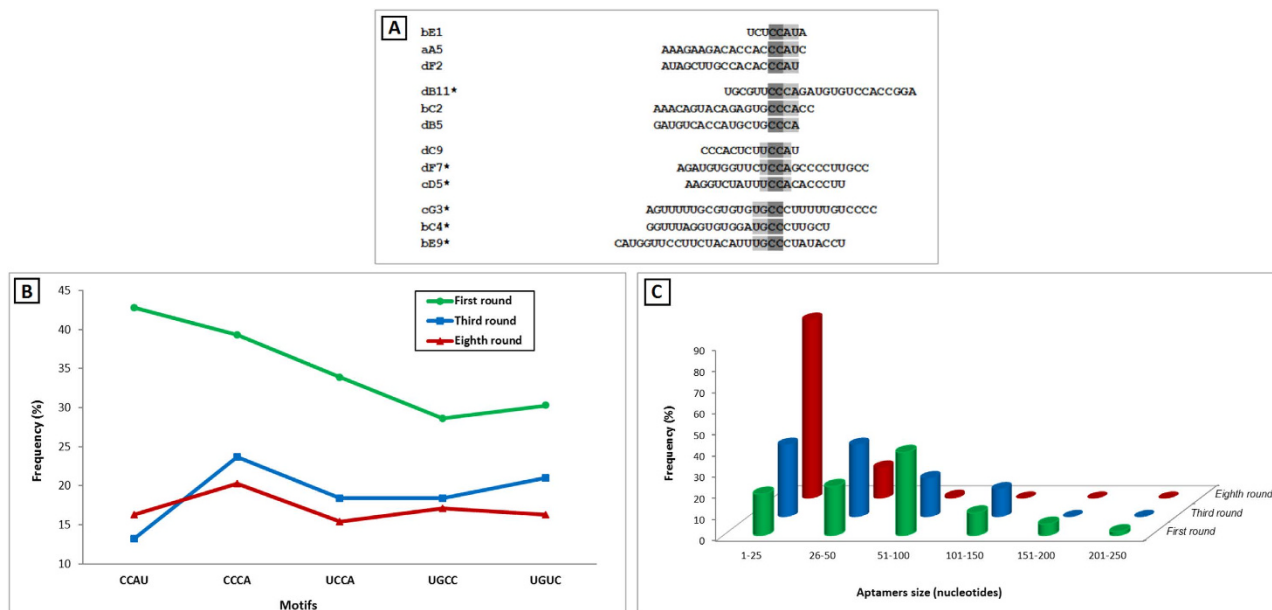 A
bE1 UCUCCAUA
aA5 AAAGAAGACACCACCCAUC
dF2 AUAGCUUGCCACACCCAU
dB11* UGCGUUCCCAGAUGUGUCCACCGGA
bC2 AAACAGUACAGAGUGCCCACC
dB5 GAUGUCACCAUGCUGCCCA
dC9 CCCACUCUUCCAU
dF7* AGAUGUGGUUCUCCAGCCCCUUGCC
cD5* AAGGUCUAUUUCCACACCCUU
cG3* AGUUUUUGCGUGUGUGCCCUUUUUGUCCCC
bC4* GGUUUAGGUGUGGAUGCCCUUGCU
bE9* CAUGGUUCCUUCUACAUUUGCCCUAUACCU
B
45
40
35
30
25
20
15
10
Frequency (%)
First round
Third round
Eighth round
CCAU CCCA UCCA UGCC UGUC
Motifs
C
90
80
70
60
50
40
30
20
10
0
Frequency (%)
Eighth round
Third round
First round
1-25 26-50 51-100 101-150 151-200 201-250
Aptamers size (nucleotides)